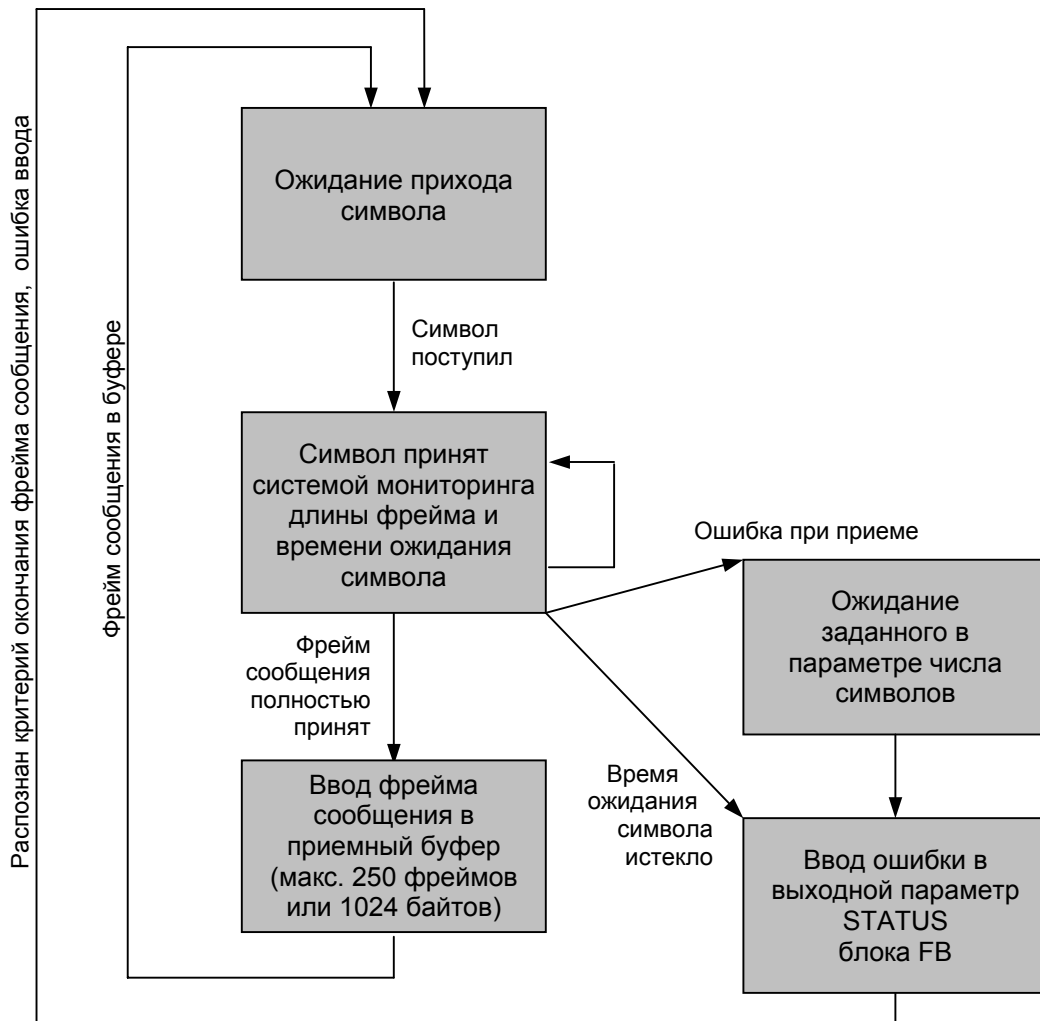 Распознан критерий окончания фрейма сообщения, ошибка ввода
Фрейм сообщения в буфере
Ожидание прихода
символа
Символ
поступил
Символ принят
системой мониторинга
длины фрейма и
времени ожидания
символа
Ошибка при приеме
Ожидание
заданного в
параметре числа
символов
Фрейм
сообщения
полностью
принят
Время
ожидания
символа
истекло
Ввод фрейма
сообщения в
приемный буфер
(макс. 250 фреймов
или 1024 байтов)
Ввод ошибки в
выходной параметр
STATUS
блока FB